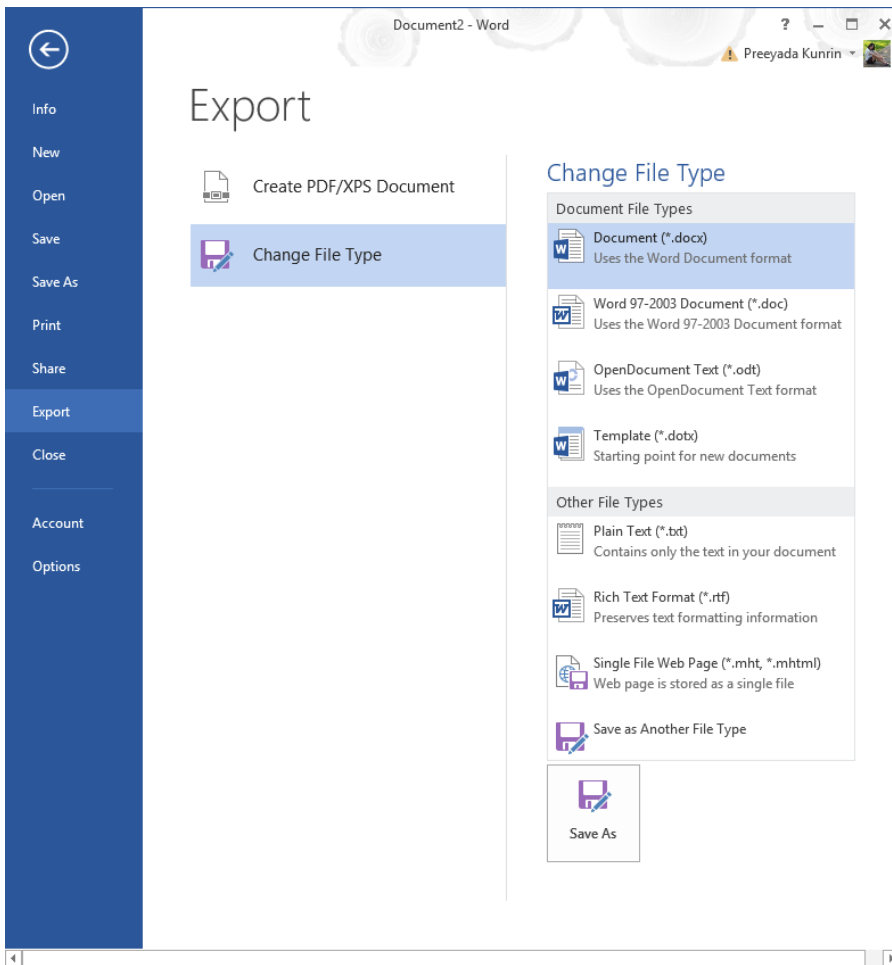 Document2 - Word
?
Preeyada Kunrin
Info
New
Open
Save
Save As
Print
Share
Export
Close
Account
Options
Export
Create PDF/XPS Document
Change File Type
Change File Type
Document File Types
Document (*.docx)
Uses the Word Document format
Word 97-2003 Document (*.doc)
Uses the Word 97-2003 Document format
OpenDocument Text (*.odt)
Uses the OpenDocument Text format
Template (*.dotx)
Starting point for new documents
Other File Types
Plain Text (*.txt)
Contains only the text in your document
Rich Text Format (*.rtf)
Preserves text formatting information
Single File Web Page (*.mht, *.mhtml)
Web page is stored as a single file
Save as Another File Type
Save As